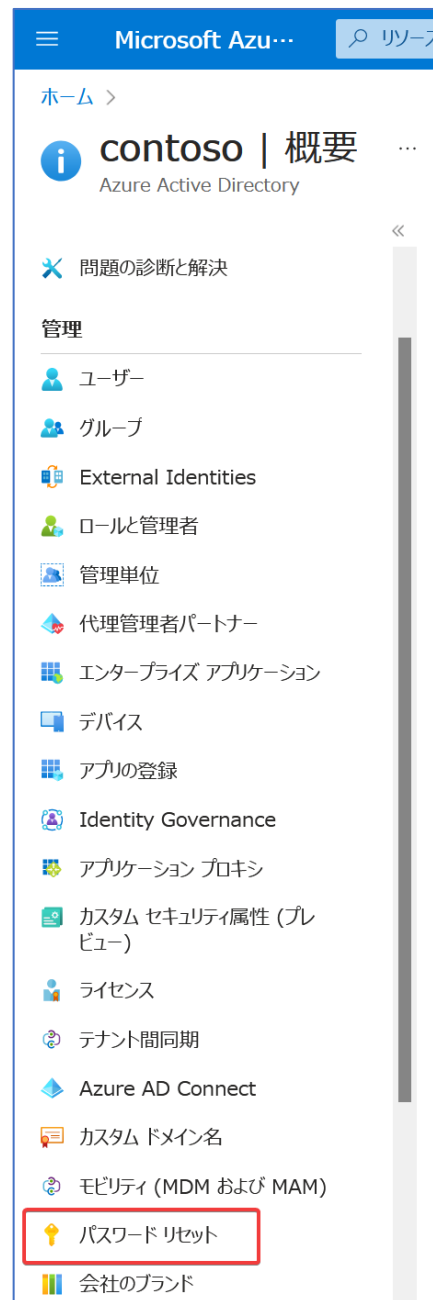 Microsoft Azu… リソース
ホーム >
contoso | 概要 …
Azure Active Directory
«
問題の診断と解決
管理
ユーザー
グループ
External Identities
ロールと管理者
管理単位
代理管理者パートナー
エンタープライズ アプリケーション
デバイス
アプリの登録
Identity Governance
アプリケーション プロキシ
カスタム セキュリティ属性 (プレ
ビュー)
ライセンス
テナント間同期
Azure AD Connect
カスタム ドメイン名
モビリティ (MDM および MAM)
パスワード リセット
会社のブランド